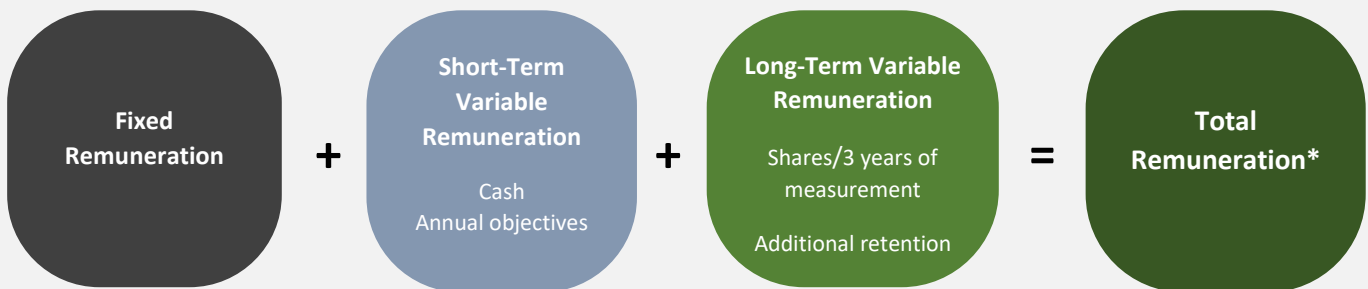 Fixed
Remuneration
+
Short-Term
Variable
Remuneration
Cash
Annual objectives
+
Long-Term Variable
Remuneration
Shares/3 years of
measurement
Additional retention
=
Total
Remuneration*